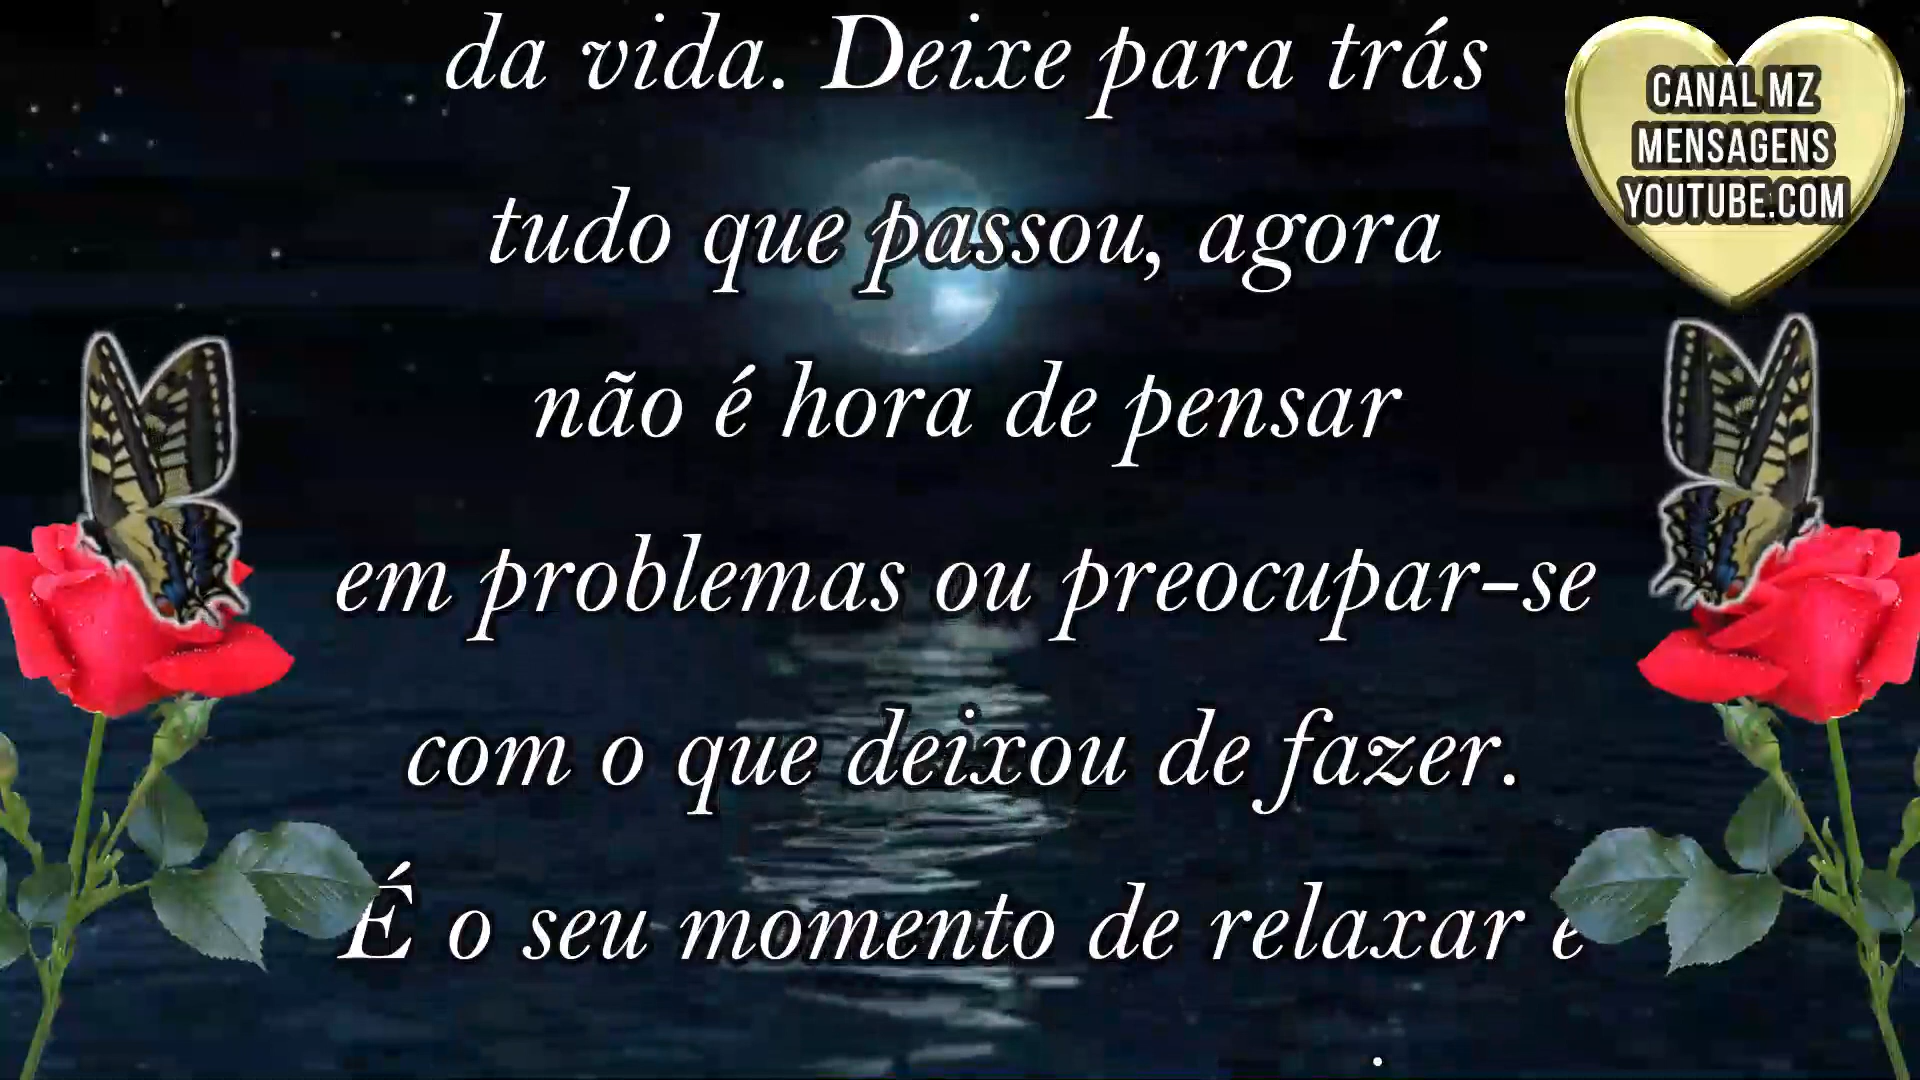 da vida. Deixe para trás
tudo que passou, agora
não é hora de pensar
em problemas ou preocupar-se
com o que deixou de fazer.
É o seu momento de relaxar e
CANAL MZ
MENSAGENS
YOUTUBE.COM